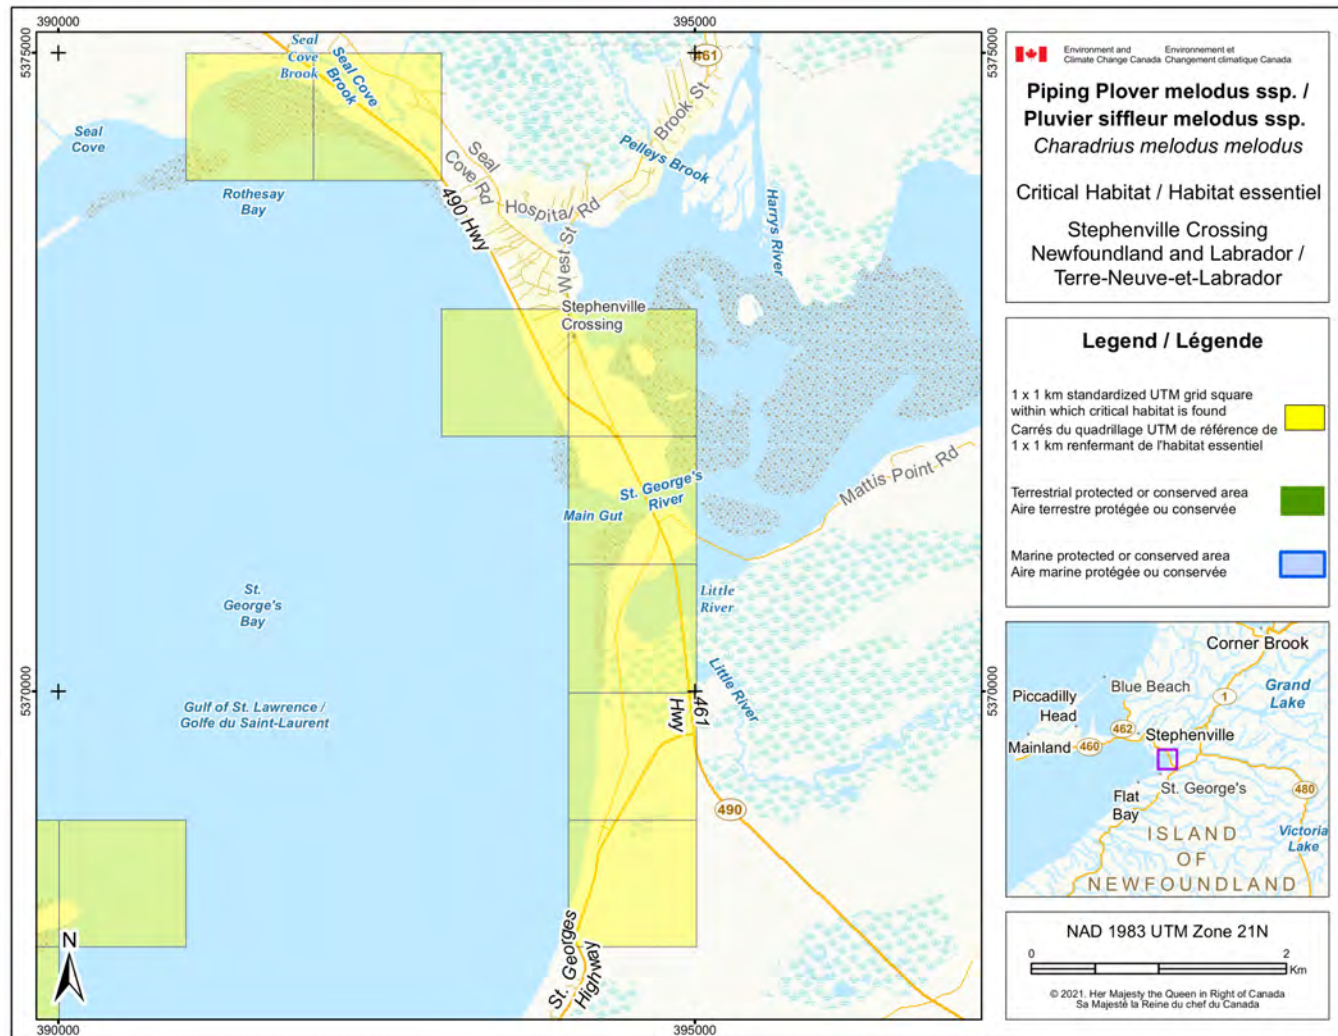 390000
395000
5375000
5375000
Seal
Cove
Brook
Seal Cove
Brook
461
Brook St
Pelleys Brook
Seal
Cove
Seal
Cove Rd
Rothesay
Bay
490 Hwy
Hospital Rd
West St
Harrys River
Stephenville
Crossing
Mattis Point Rd
St. George's
River
Main Gut
St.
George's
Bay
Little
River
Little River
Gulf of St. Lawrence /
Golfe du Saint-Laurent
461
Hwy
5370000
5370000
490
St. Georges
Highway
N
390000
395000
Environment and
Climate Change Canada
Environnement et
Changement climatique Canada
Piping Plover melodus ssp. /
Pluvier siffleur melodus ssp.
Charadrius melodus melodus
Critical Habitat / Habitat essentiel
Stephenville Crossing
Newfoundland and Labrador /
Terre-Neuve-et-Labrador
Legend / Légende
1 x 1 km standardized UTM grid square
within which critical habitat is found
Carrés du quadrillage UTM de référence de
1 x 1 km renfermant de l'habitat essentiel
Terrestrial protected or conserved area
Aire terrestre protégée ou conservée
Marine protected or conserved area
Aire marine protégée ou conservée
Corner Brook
Blue Beach
Grand
Lake
Piccadilly
Head
1
462
Stephenville
Mainland
460
St. George's
480
Flat
Bay
ISLAND
OF
NEWFOUNDLAND
Victoria
Lake
NAD 1983 UTM Zone 21N
0
2
Km
© 2021. Her Majesty the Queen in Right of Canada
Sa Majesté la Reine du chef du Canada